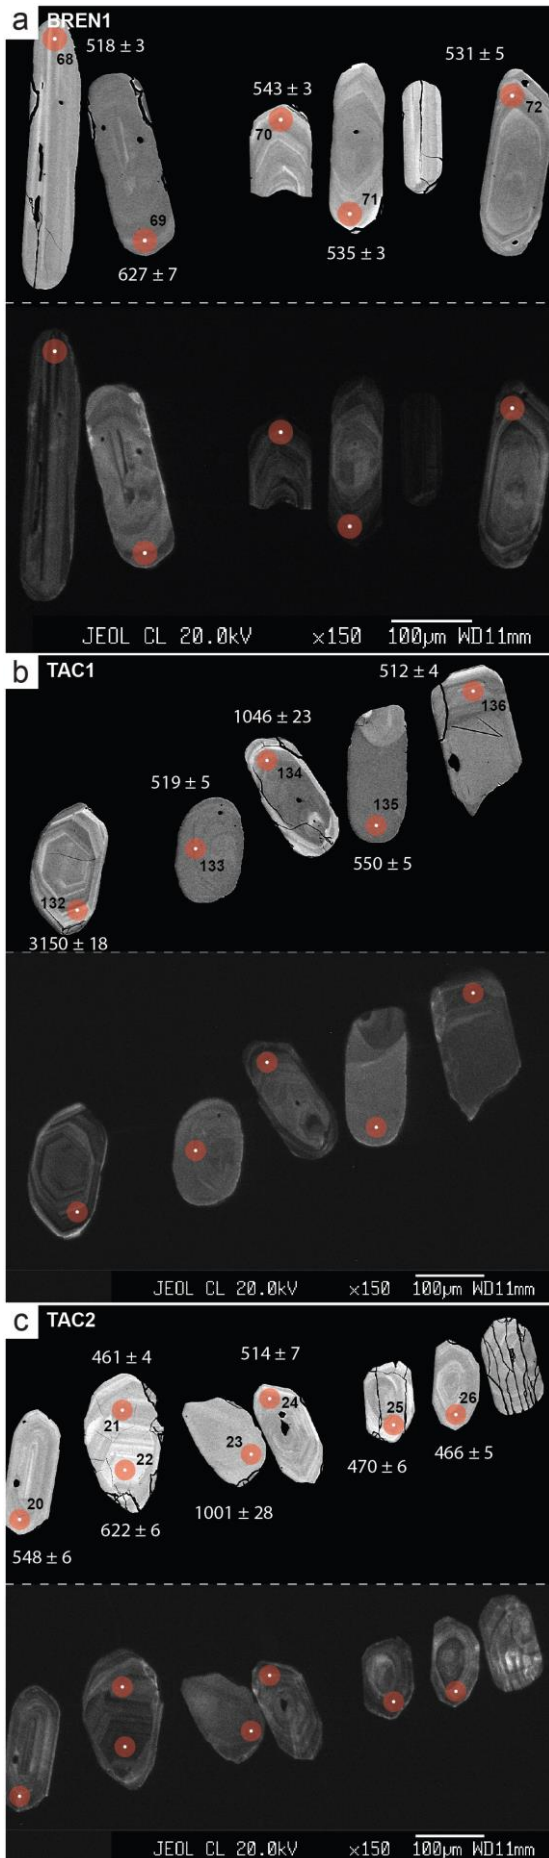 a BREN1
518 ± 3
68
543 ± 3
531 ± 5
70
72
71
69
535 ± 3
627 ± 7
JEOL CL 20.0kV ×150 100µm WD11mm
b TAC1
512 ± 4
136
1046 ± 23
134
519 ± 5
135
133
550 ± 5
132
3150 ± 18
JEOL CL 20.0kV ×150 100µm WD11mm
c TAC2
461 ± 4
514 ± 7
21
24
25
26
22
23
20
470 ± 6
466 ± 5
622 ± 6
1001 ± 28
548 ± 6
JEOL CL 20.0kV ×150 100µm WD11mm